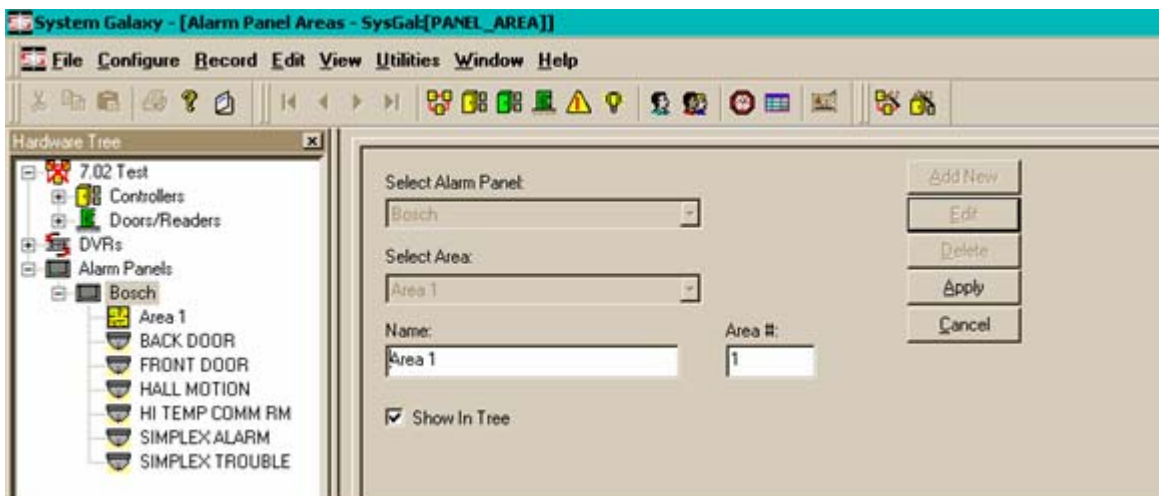 System Galaxy - [Alarm Panel Areas - SysGal:[PANEL_AREA]]
File Configure Record Edit View Utilities Window Help
Hardware Tree
7.02 Test
Controllers
Doors/Readers
DVRs
Alarm Panels
Bosch
Area 1
BACK DOOR
FRONT DOOR
HALL MOTION
HI TEMP COMM RM
SIMPLEX ALARM
SIMPLEX TROUBLE
Select Alarm Panel:
Bosch
Select Area:
Area 1
Name:
Area 1
Area #:
1
Show In Tree
Add New
Edit
Delete
Apply
Cancel